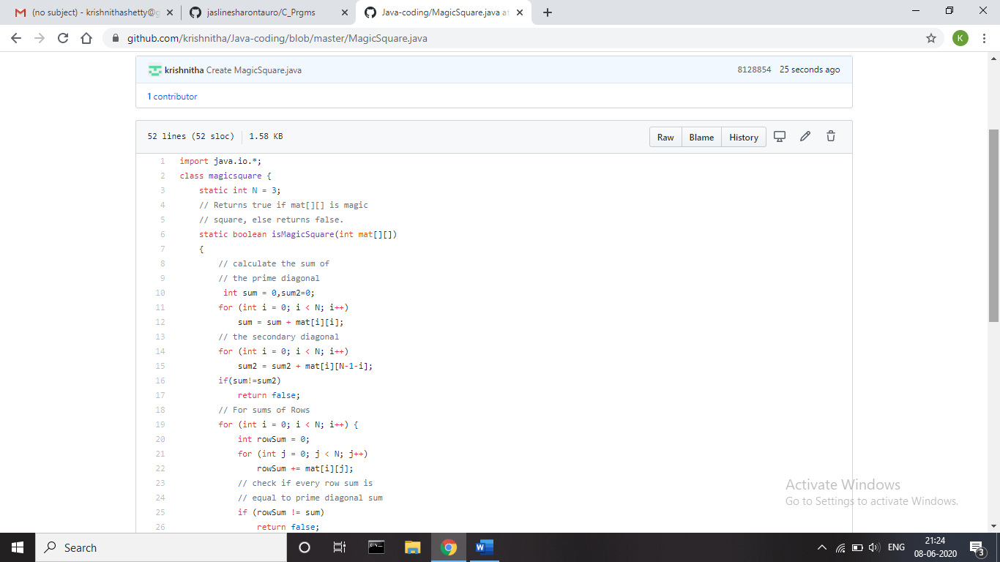 (no subject) - krishnithashetty@g
jaslinesharontauro/C_Prgms
Java-coding/MagicSquare.java at
github.com/krishnitha/Java-coding/blob/master/MagicSquare.java
K
krishnitha Create MagicSquare.java
8128854 25 seconds ago
1 contributor
52 lines (52 sloc) 1.58 KB
Raw Blame History
1 import java.io.*;
2 class magicsquare {
3 static int N = 3;
4 // Returns true if mat[][] is magic
5 // square, else returns false.
6 static boolean isMagicSquare(int mat[][])
7 {
8 // calculate the sum of
9 // the prime diagonal
10 int sum = 0,sum2=0;
11 for (int i = 0; i < N; i++)
12 sum = sum + mat[i][i];
13 // the secondary diagonal
14 for (int i = 0; i < N; i++)
15 sum2 = sum2 + mat[i][N-1-i];
16 if(sum!=sum2)
17 return false;
18 // For sums of Rows
19 for (int i = 0; i < N; i++) {
20 int rowSum = 0;
21 for (int j = 0; j < N; j++)
22 rowSum += mat[i][j];
23 // check if every row sum is
24 // equal to prime diagonal sum
25 if (rowSum != sum)
26 return false;
Activate Windows
Go to Settings to activate Windows.
Search
ENG
21:24
08-06-2020
3